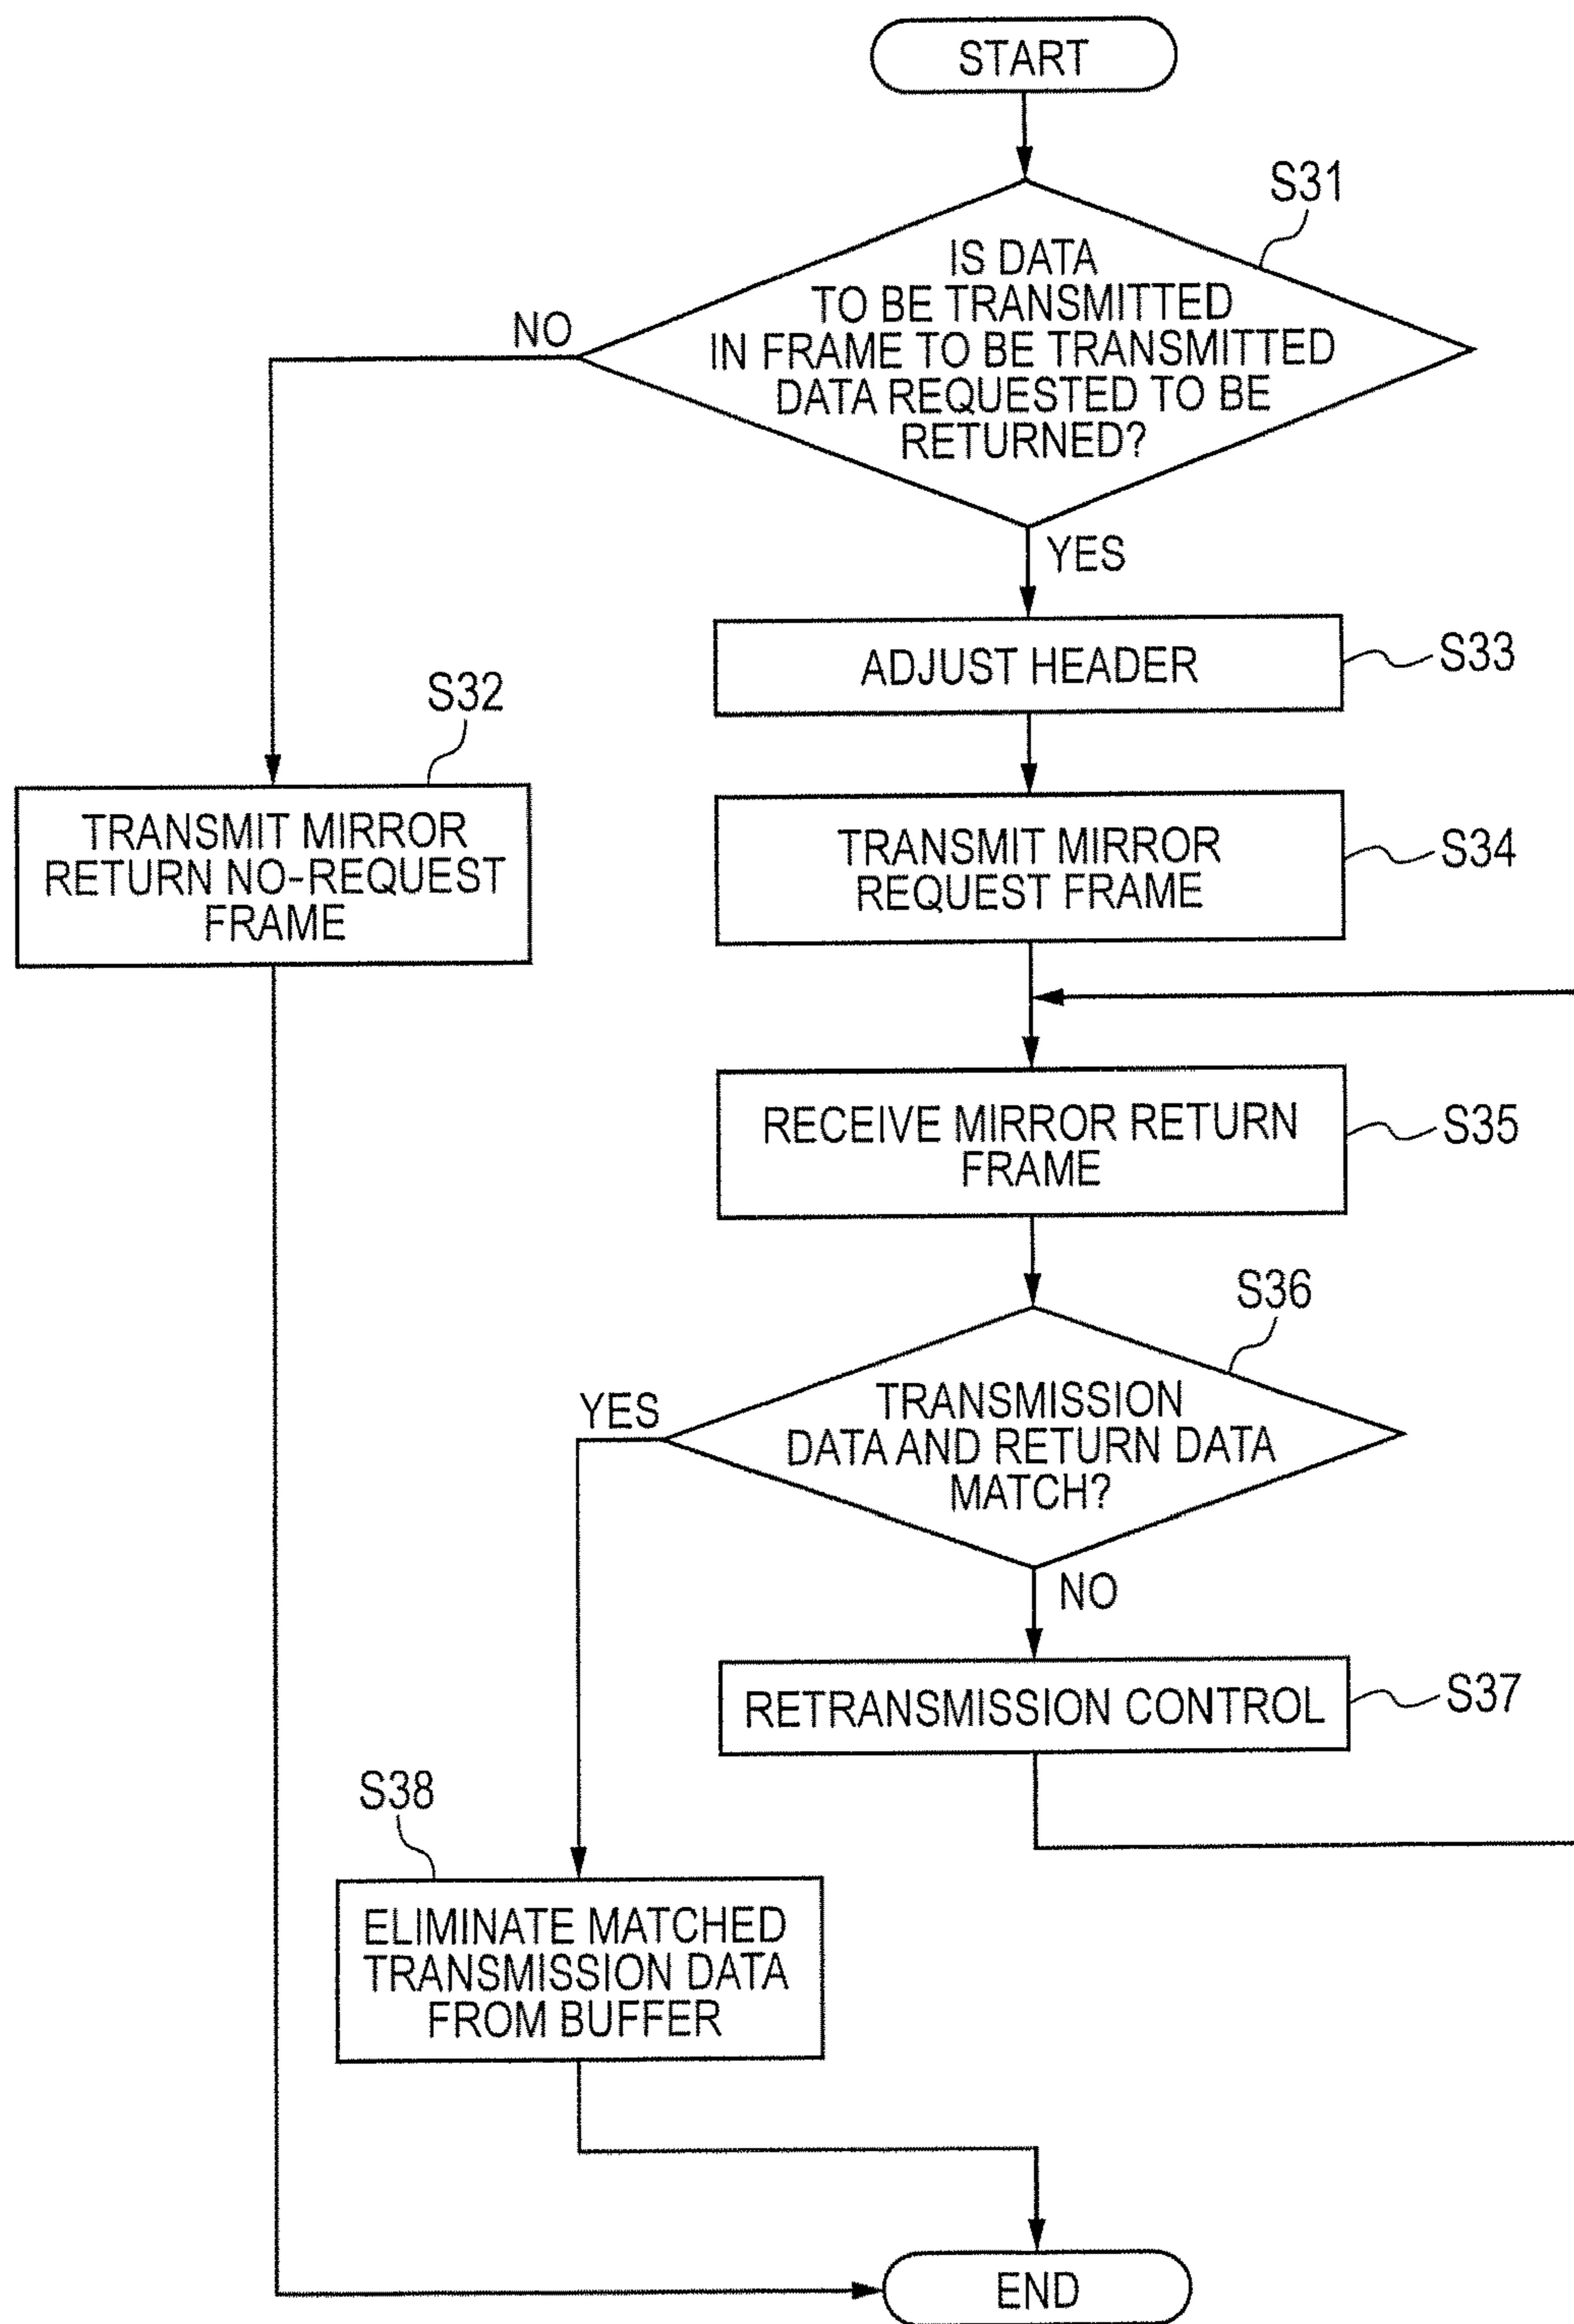 START
S31
IS DATA
TO BE TRANSMITTED
IN FRAME TO BE TRANSMITTED
DATA REQUESTED TO BE
RETURNED?
NO
YES
ADJUST HEADER
S33
S32
TRANSMIT MIRROR
RETURN NO-REQUEST
FRAME
TRANSMIT MIRROR
REQUEST FRAME
S34
RECEIVE MIRROR RETURN
FRAME
S35
S36
TRANSMISSION
DATA AND RETURN DATA
MATCH?
YES
NO
RETRANSMISSION CONTROL
S37
S38
ELIMINATE MATCHED
TRANSMISSION DATA
FROM BUFFER
END